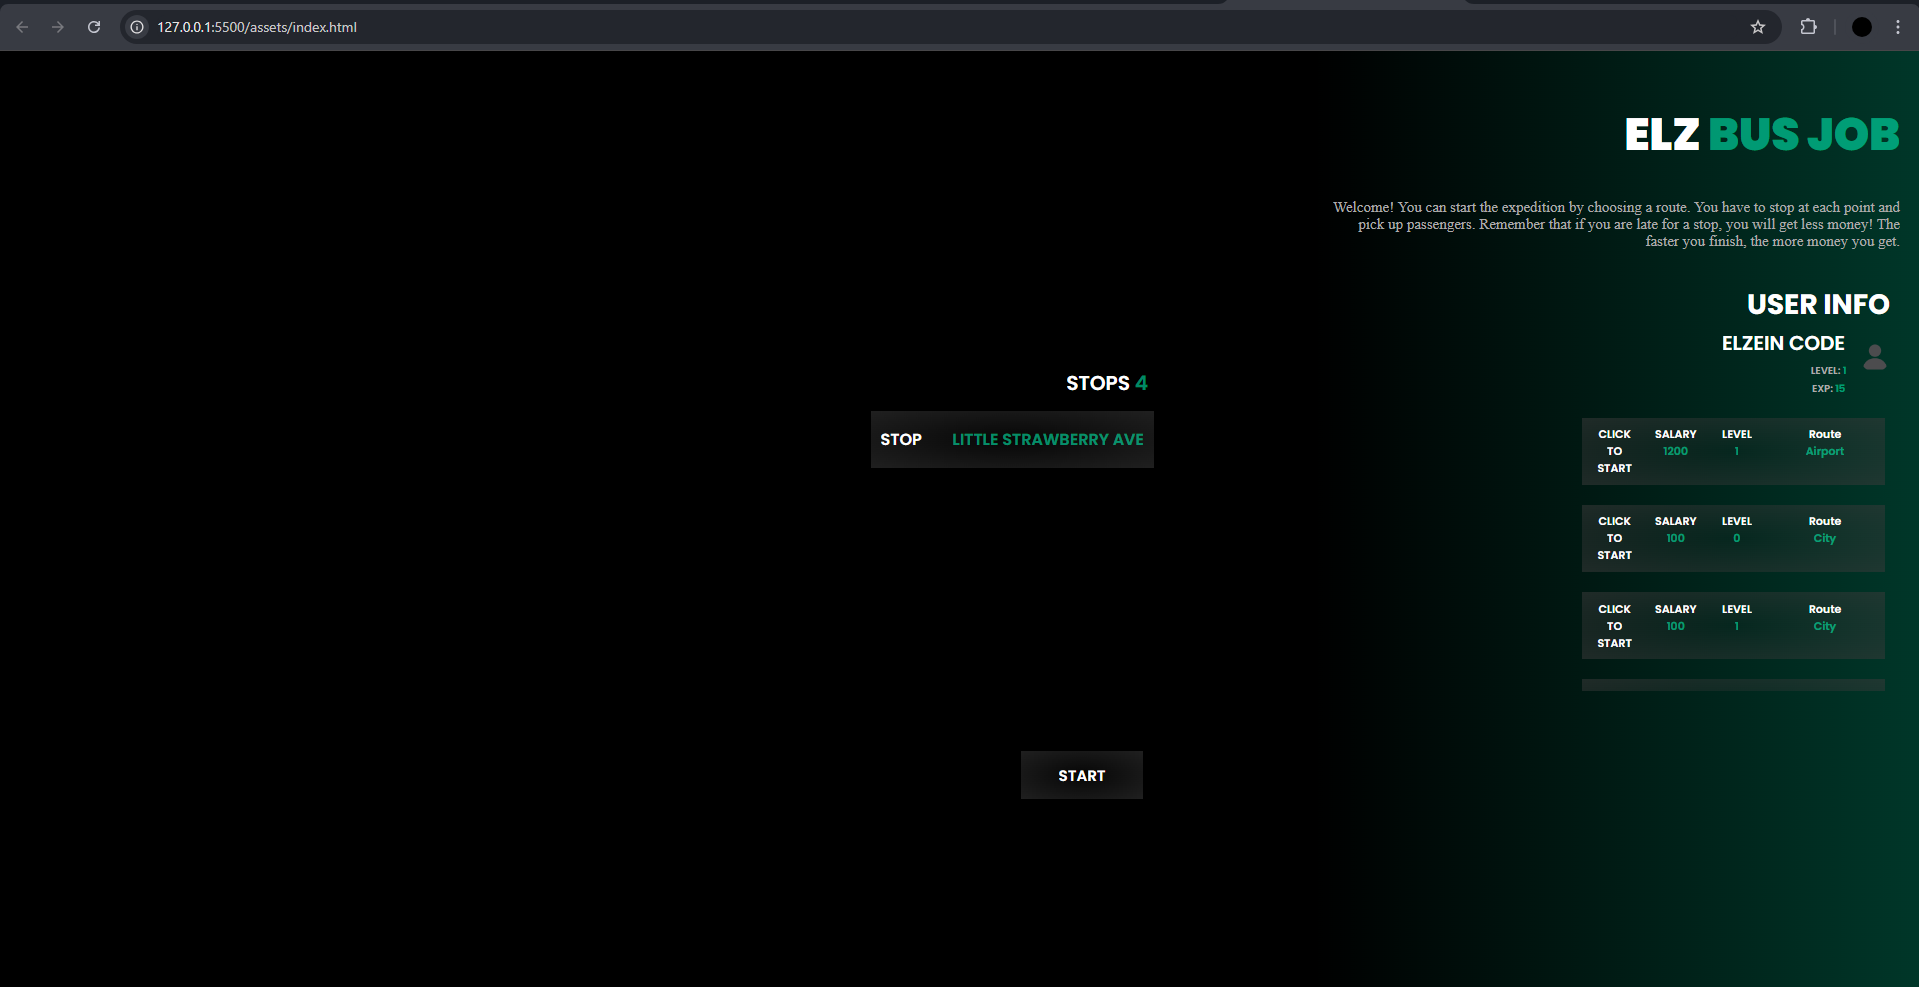 127.0.0.1:5500/assets/index.html
ELZ BUS JOB
Welcome! You can start the expedition by choosing a route. You have to stop at each point and
pick up passengers. Remember that if you are late for a stop, you will get less money! The
faster you finish, the more money you get.
USER INFO
ELZEIN CODE
LEVEL: 1
EXP: 15
STOPS 4
STOP LITTLE STRAWBERRY AVE
START
CLICK SALARY LEVEL Route
TO 1200 1 Airport
START
CLICK SALARY LEVEL Route
TO 100 0 City
START
CLICK SALARY LEVEL Route
TO 100 1 City
START